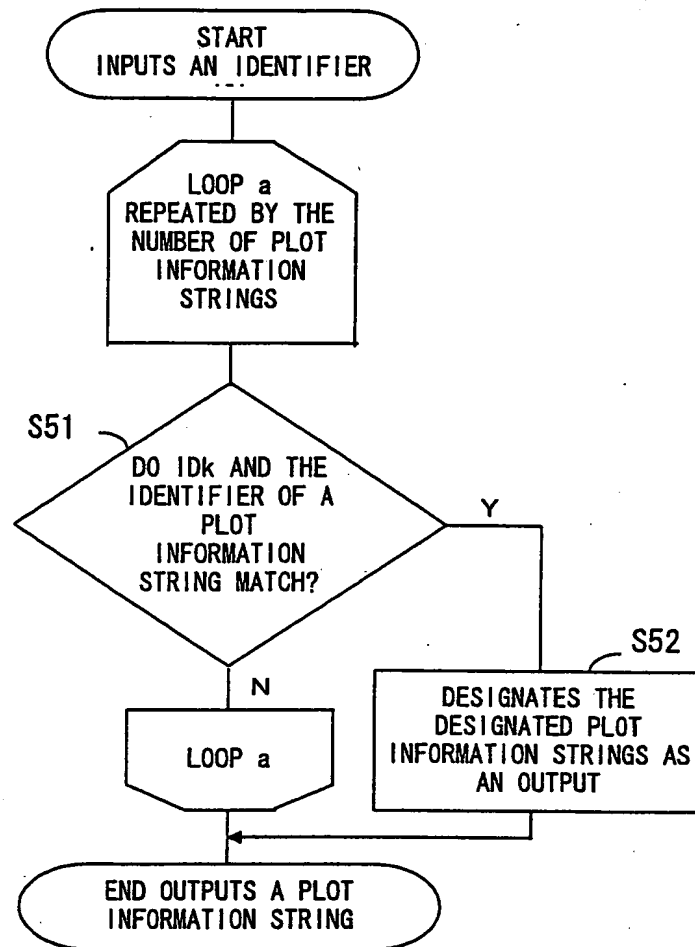 START
INPUTS AN IDENTIFIER
LOOP a
REPEATED BY THE
NUMBER OF PLOT
INFORMATION
STRINGS
S51
DO IDk AND THE
IDENTIFIER OF A
PLOT
INFORMATION
STRING MATCH?
Y
N
S52
DESIGNATES THE
DESIGNATED PLOT
INFORMATION STRINGS AS
AN OUTPUT
LOOP a
END OUTPUTS A PLOT
INFORMATION STRING